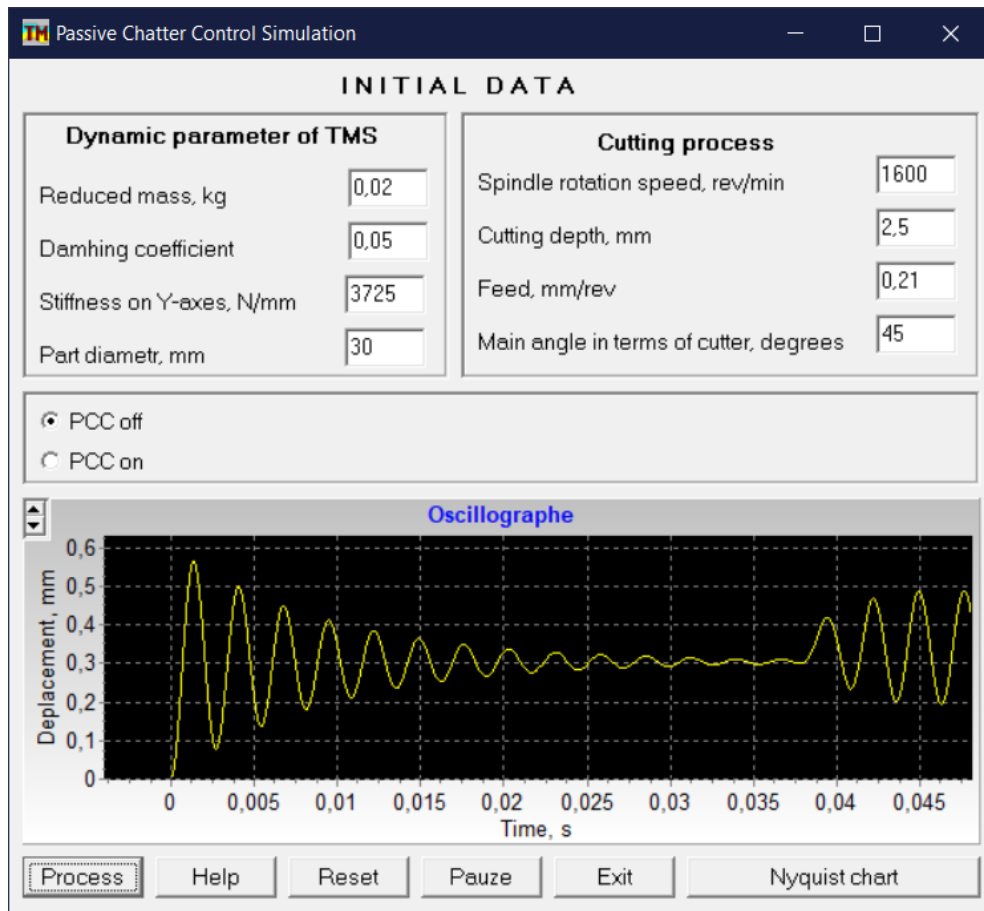 TM Passive Chatter Control Simulation
INITIAL DATA
Dynamic parameter of TMS
Reduced mass, kg 0,02
Damhing coefficient 0,05
Stiffness on Y-axes, N/mm 3725
Part diametr, mm 30
Cutting process
Spindle rotation speed, rev/min 1600
Cutting depth, mm 2,5
Feed, mm/rev 0,21
Main angle in terms of cutter, degrees 45
PCC off
PCC on
Oscillographe
Deplacement, mm
0,6
0,5
0,4
0,3
0,2
0,1
0
0 0,005 0,01 0,015 0,02 0,025 0,03 0,035 0,04 0,045
Time, s
Process Help Reset Pauze Exit Nyquist chart